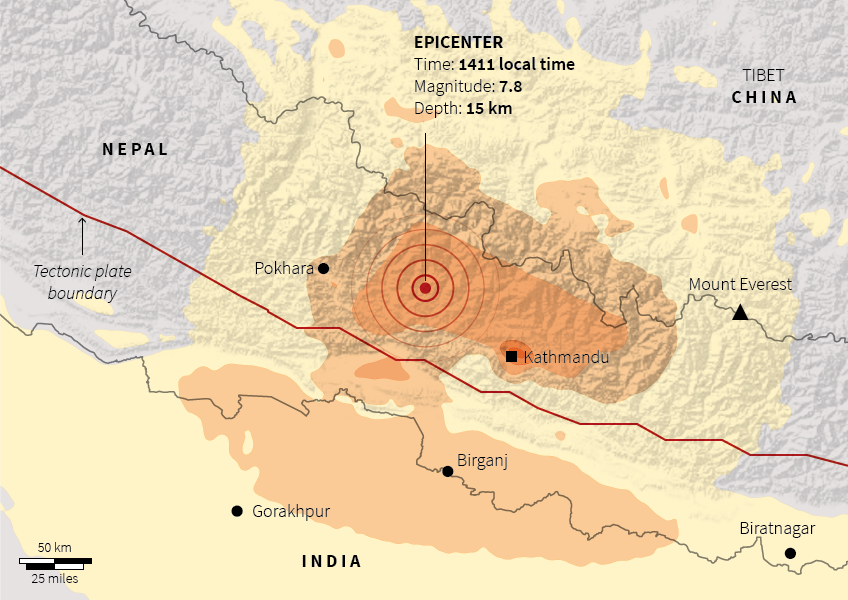 EPICENTER
Time: 1411 local time
Magnitude: 7.8
Depth: 15 km
TIBET
CHINA
NEPAL
Tectonic plate
boundary
Pokhara
Mount Everest
Kathmandu
Birganj
Gorakhpur
Biratnagar
INDIA
50 km
25 miles